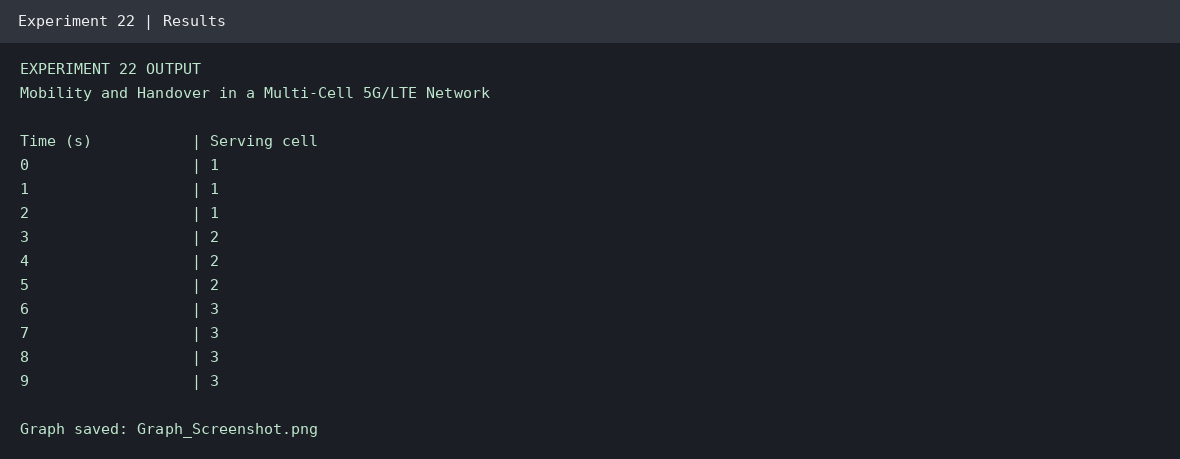 Experiment 22 | Results
EXPERIMENT 22 OUTPUT
Mobility and Handover in a Multi-Cell 5G/LTE Network
Time (s)           | Serving cell
0                  | 1
1                  | 1
2                  | 1
3                  | 2
4                  | 2
5                  | 2
6                  | 3
7                  | 3
8                  | 3
9                  | 3
Graph saved: Graph_Screenshot.png